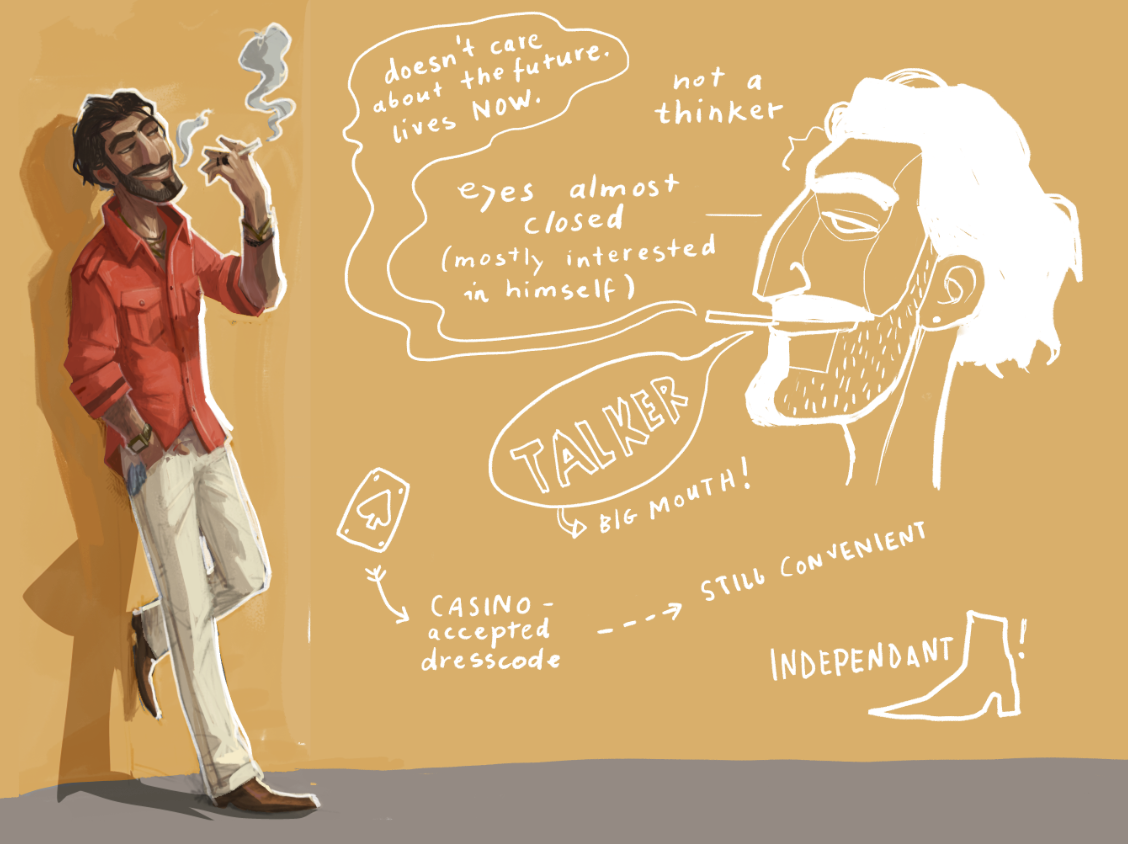 doesn't care
about the future.
lives NOW.
not a
thinker
eyes almost
closed
(mostly interested
in himself)
TALKER
BIG MOUTH!
CASINO-
accepted
dresscode
STILL CONVENIENT
INDEPENDANT!